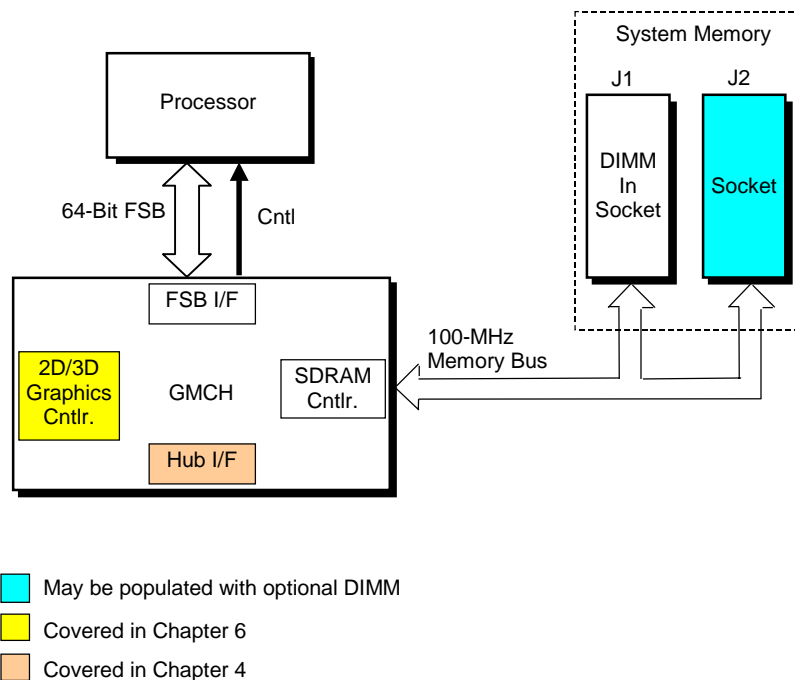 System Memory
Processor
J1
J2
DIMM
In
Socket
Socket
64-Bit FSB
Cntl
FSB I/F
100-MHz
Memory Bus
2D/3D
Graphics
Cntlr.
GMCH
SDRAM
Cntlr.
Hub I/F
May be populated with optional DIMM
Covered in Chapter 6
Covered in Chapter 4